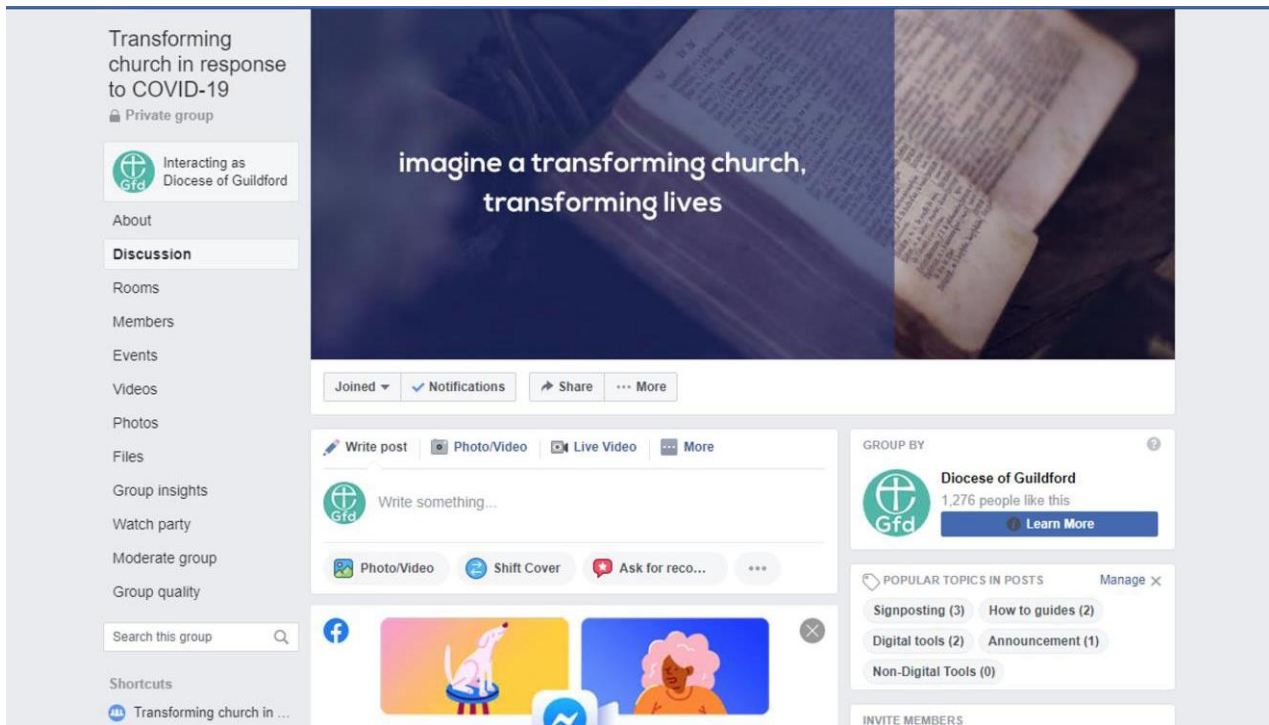 Transforming
church in response
to COVID-19
Private group
Gfd
Interacting as
Diocese of Guildford
About
Discussion
Rooms
Members
Events
Videos
Photos
Files
Group insights
Watch party
Moderate group
Group quality
Search this group
Shortcuts
Transforming church in ...
imagine a transforming church,
transforming lives
Joined
Notifications
Share
More
Write post
Photo/Video
Live Video
More
Gfd
Write something...
Photo/Video
Shift Cover
Ask for reco...
GROUP BY
Gfd
Diocese of Guildford
1,276 people like this
Learn More
POPULAR TOPICS IN POSTS
Manage
Signposting (3)
How to guides (2)
Digital tools (2)
Announcement (1)
Non-Digital Tools (0)
INVITE MEMBERS